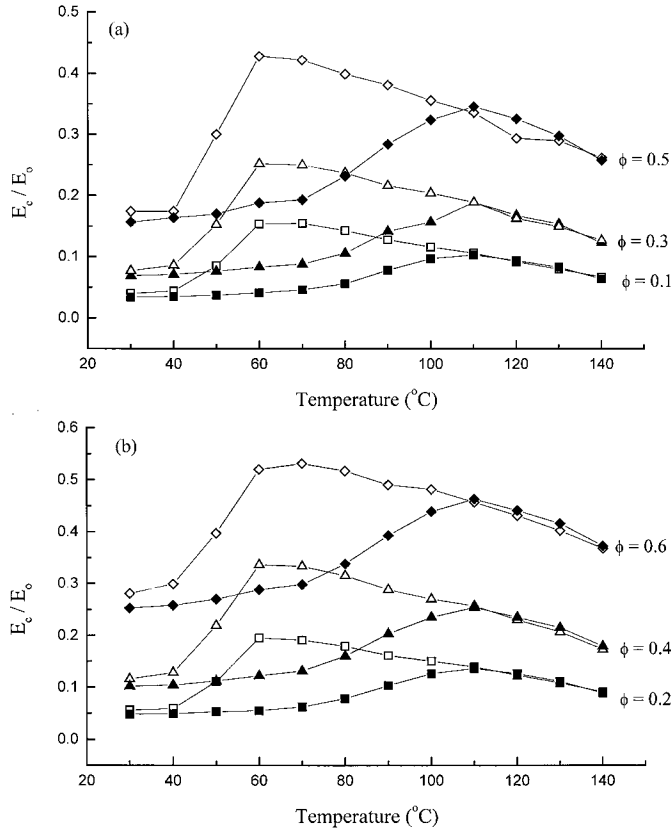 (a)
0.5
0.4
0.3
0.2
0.1
0.0
E_c / E_o
φ = 0.5
φ = 0.3
φ = 0.1
20 40 60 80 100 120 140
Temperature (°C)
(b)
0.6
0.5
0.4
0.3
0.2
0.1
0.0
E_c / E_o
φ = 0.6
φ = 0.4
φ = 0.2
20 40 60 80 100 120 140
Temperature (°C)